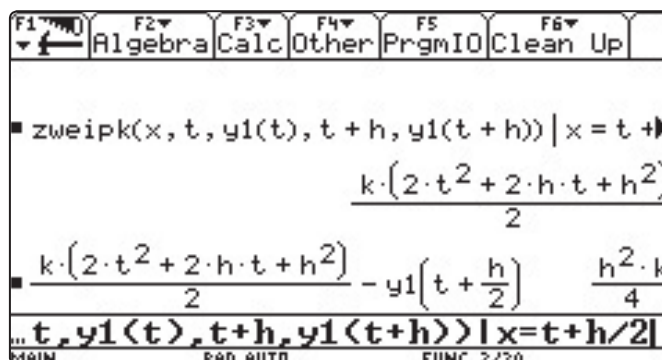 F1 F2 F3 F4 F5 F6
Algebra Calc Other PrgmIO Clean Up
▪ zweipk(x, t, y1(t), t + h, y1(t + h)) | x = t +▶
k·(2·t² + 2·h·t + h²)/2
▪ k·(2·t² + 2·h·t + h²)/2 - y1(t + h/2) h²·k/4
…t,y1(t),t+h,y1(t+h))|x=t+h/2|
MAIN RAD AUTO FUNC 2/30